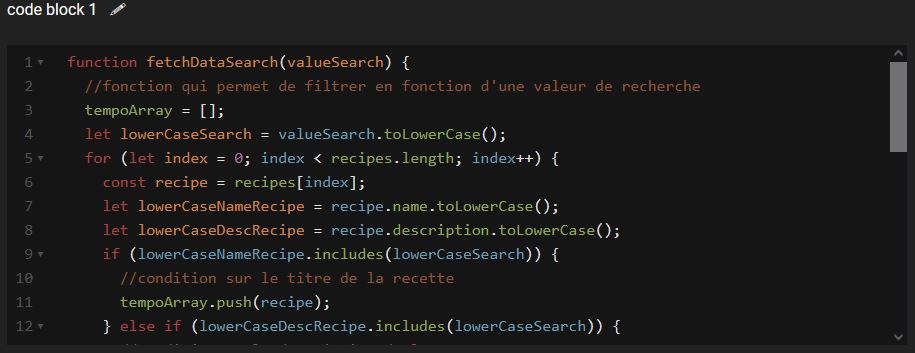 code block 1
1 function fetchDataSearch(valueSearch) {
2 //fonction qui permet de filtrer en fonction d'une valeur de recherche
3 tempoArray = [];
4 let lowerCaseSearch = valueSearch.toLowerCase();
5 for (let index = 0; index < recipes.length; index++) {
6 const recipe = recipes[index];
7 let lowerCaseNameRecipe = recipe.name.toLowerCase();
8 let lowerCaseDescRecipe = recipe.description.toLowerCase();
9 if (lowerCaseNameRecipe.includes(lowerCaseSearch)) {
10 //condition sur le titre de la recette
11 tempoArray.push(recipe);
12 } else if (lowerCaseDescRecipe.includes(lowerCaseSearch)) {